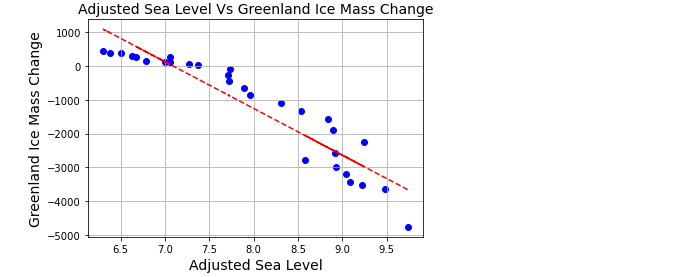 Adjusted Sea Level Vs Greenland Ice Mass Change
Greenland Ice Mass Change
1000
0
−1000
−2000
−3000
−4000
−5000
6.5 7.0 7.5 8.0 8.5 9.0 9.5
Adjusted Sea Level